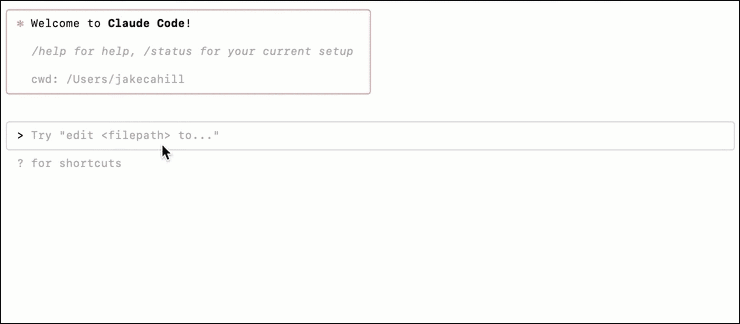 ✻ Welcome to Claude Code!
/help for help, /status for your current setup
cwd: /Users/jakecahill
> Try "edit <filepath> to..."
? for shortcuts